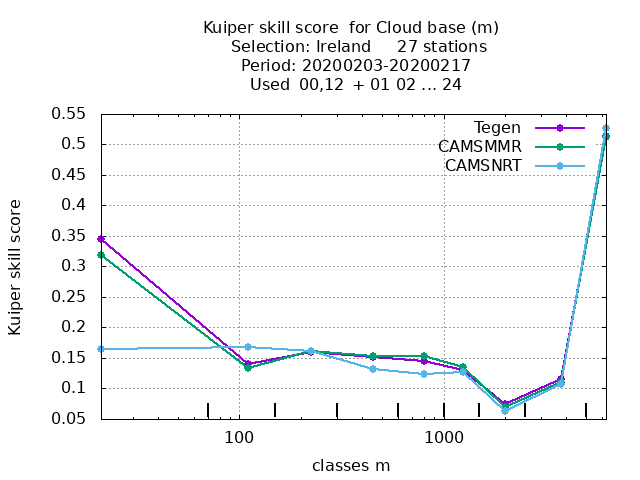 Kuiper skill score  for Cloud base (m)
Selection: Ireland     27 stations
Period: 20200203-20200217
Used  00,12  + 01 02 ... 24
Tegen
CAMSMMR
CAMSNRT
0.55
0.5
0.45
0.4
0.35
0.3
0.25
0.2
0.15
0.1
0.05
Kuiper skill score
100 1000
classes m